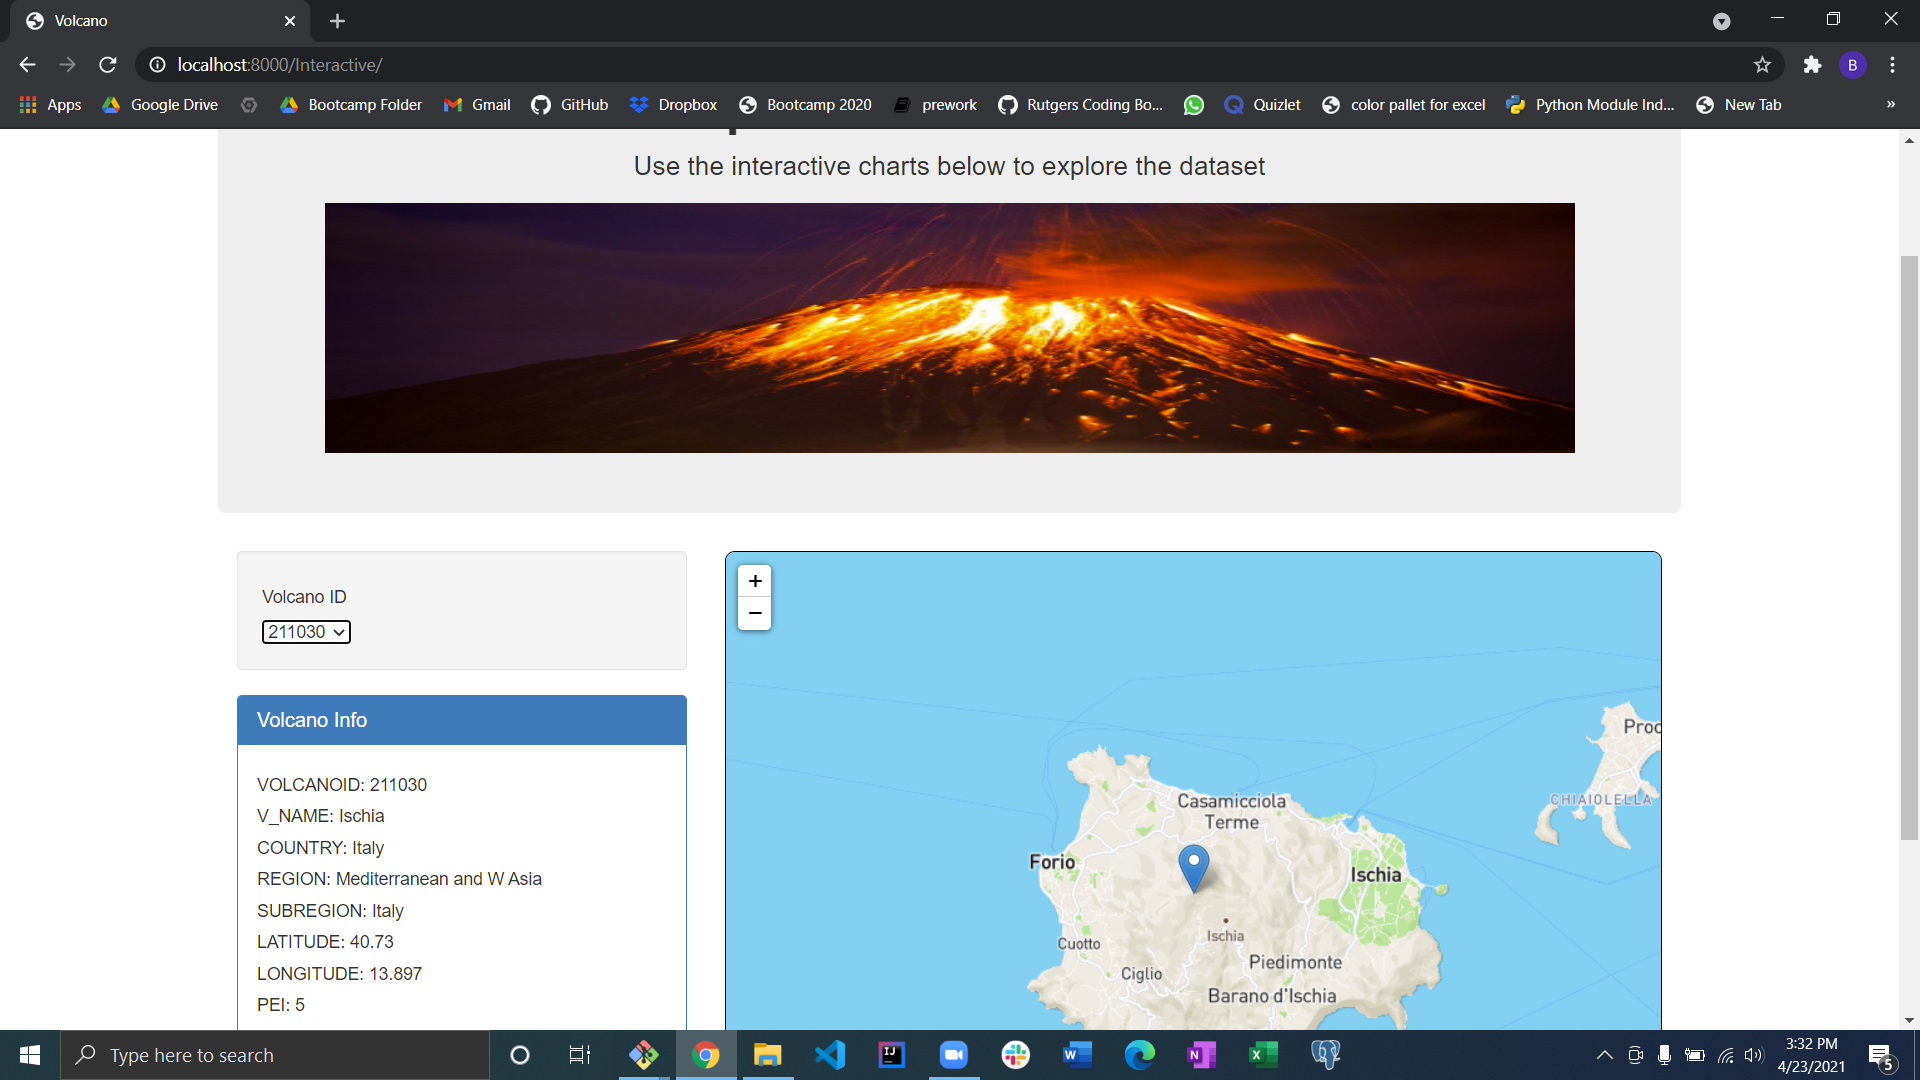 Volcano
localhost:8000/Interactive/
B
Apps
Google Drive
Bootcamp Folder
Gmail
GitHub
Dropbox
Bootcamp 2020
prework
Rutgers Coding Bo...
Quizlet
color pallet for excel
Python Module Ind...
New Tab
»
Use the interactive charts below to explore the dataset
Volcano ID
211030
Volcano Info
VOLCANOID: 211030
V_NAME: Ischia
COUNTRY: Italy
REGION: Mediterranean and W Asia
SUBREGION: Italy
LATITUDE: 40.73
LONGITUDE: 13.897
PEI: 5
+
−
Proc
CHIAIOLELLA
Casamicciola
Terme
Forio
Ischia
Ischia
Cuotto
Ciglio
Piedimonte
Barano d'Ischia
Type here to search
3:32 PM
4/23/2021
5